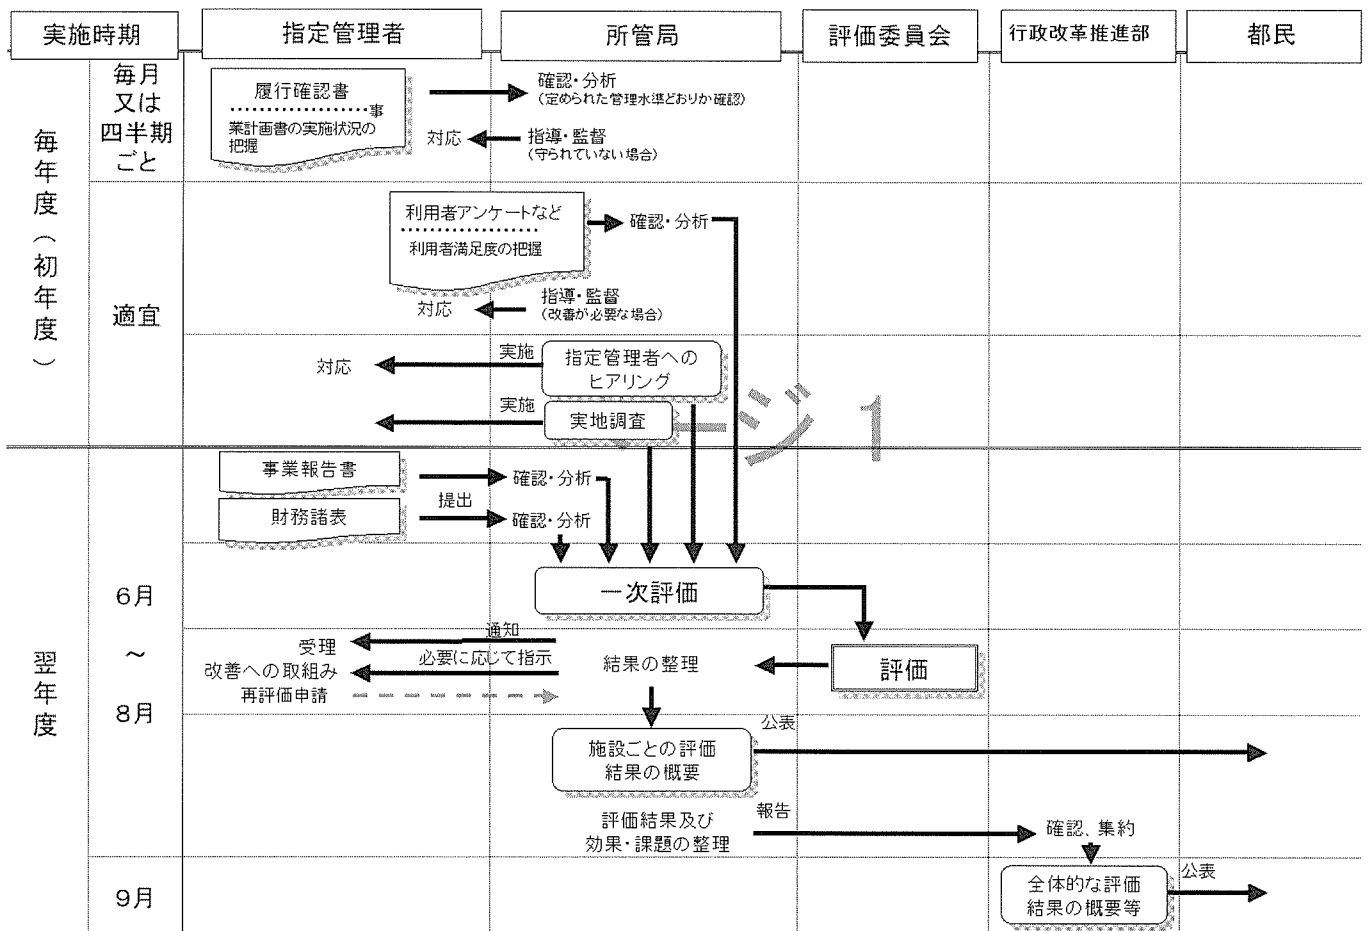 実施時期
指定管理者
所管局
評価委員会
行政改革推進部
都民
毎年度（初年度）
毎月
又は
四半期
ごと
履行確認書
事
業計画書の実施状況の
把握
確認・分析
(定められた管理水準どおりか確認)
対応
指導・監督
(守られていない場合)
適宜
利用者アンケートなど
利用者満足度の把握
確認・分析
対応
指導・監督
(改善が必要な場合)
対応
実施
指定管理者への
ヒアリング
実施
実地調査
ージ 1
翌年度
事業報告書
確認・分析
財務諸表
提出
確認・分析
6月
～
8月
一次評価
受理
通知
改善への取組み
必要に応じて指示
再評価申請
結果の整理
評価
施設ごとの評価
結果の概要
公表
評価結果及び
効果・課題の整理
報告
確認、集約
9月
全体的な評価
結果の概要等
公表